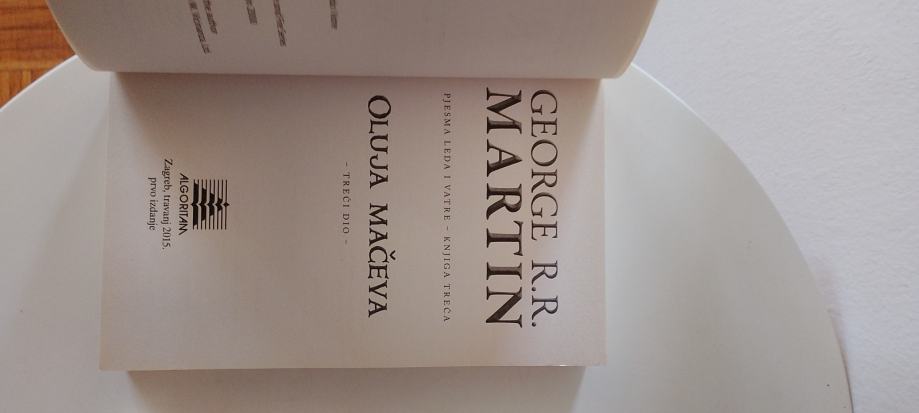 GEORGE R.R.
MARTIN
PJESMA LEDA I VATRE – KNJIGA TREĆA
OLUJA MAČEVA
– TREĆI DIO –
ALGORITAM
Zagreb, travanj 2015.
prvo izdanje